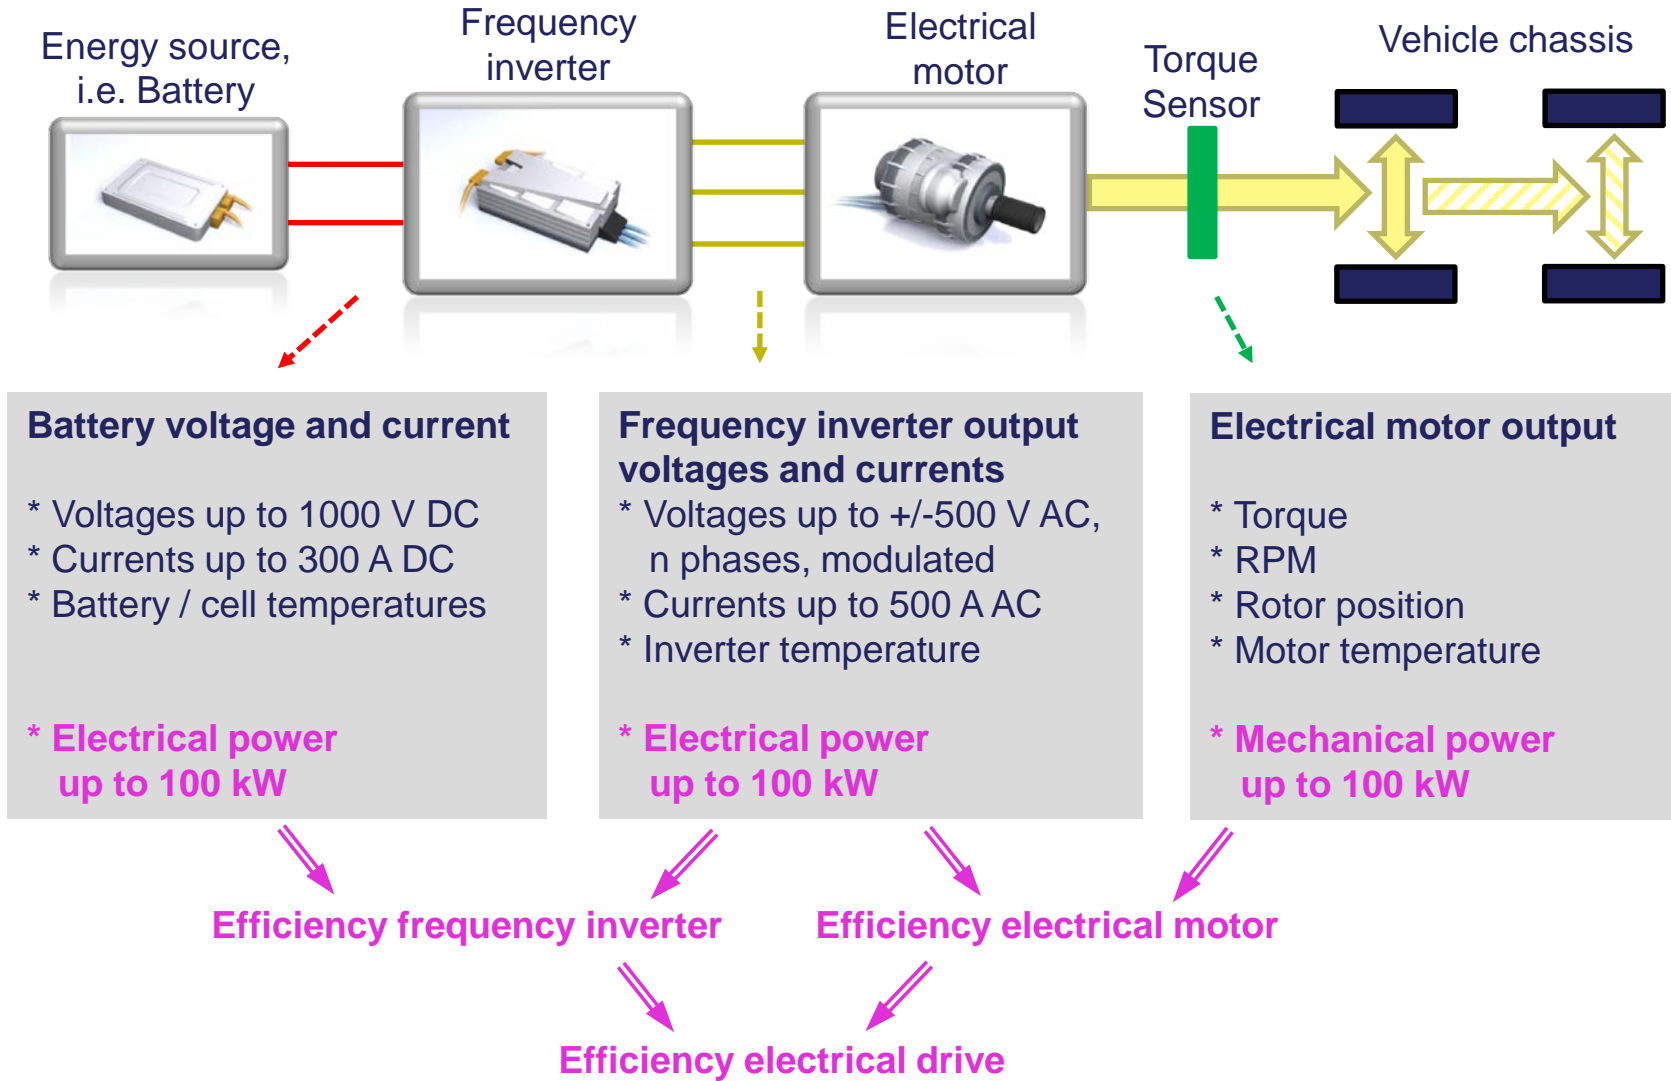 Energy source,
i.e. Battery
Frequency
inverter
Electrical
motor
Torque
Sensor
Vehicle chassis
Battery voltage and current
* Voltages up to 1000 V DC
* Currents up to 300 A DC
* Battery / cell temperatures
* Electrical power
up to 100 kW
Frequency inverter output
voltages and currents
* Voltages up to +/-500 V AC,
n phases, modulated
* Currents up to 500 A AC
* Inverter temperature
* Electrical power
up to 100 kW
Electrical motor output
* Torque
* RPM
* Rotor position
* Motor temperature
* Mechanical power
up to 100 kW
Efficiency frequency inverter
Efficiency electrical motor
Efficiency electrical drive